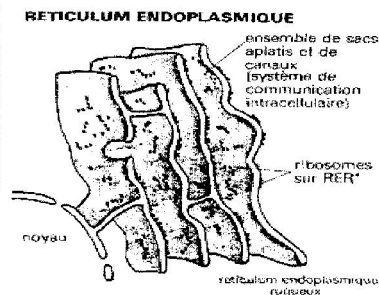 RETICULUM ENDOPLASMIQUE
ensemble de sacs
aplatis et de
canaux
(système de
communication
intracellulaire)
ribosomes
sur RER*
noyau
reticulum endoplasmique
rugueux